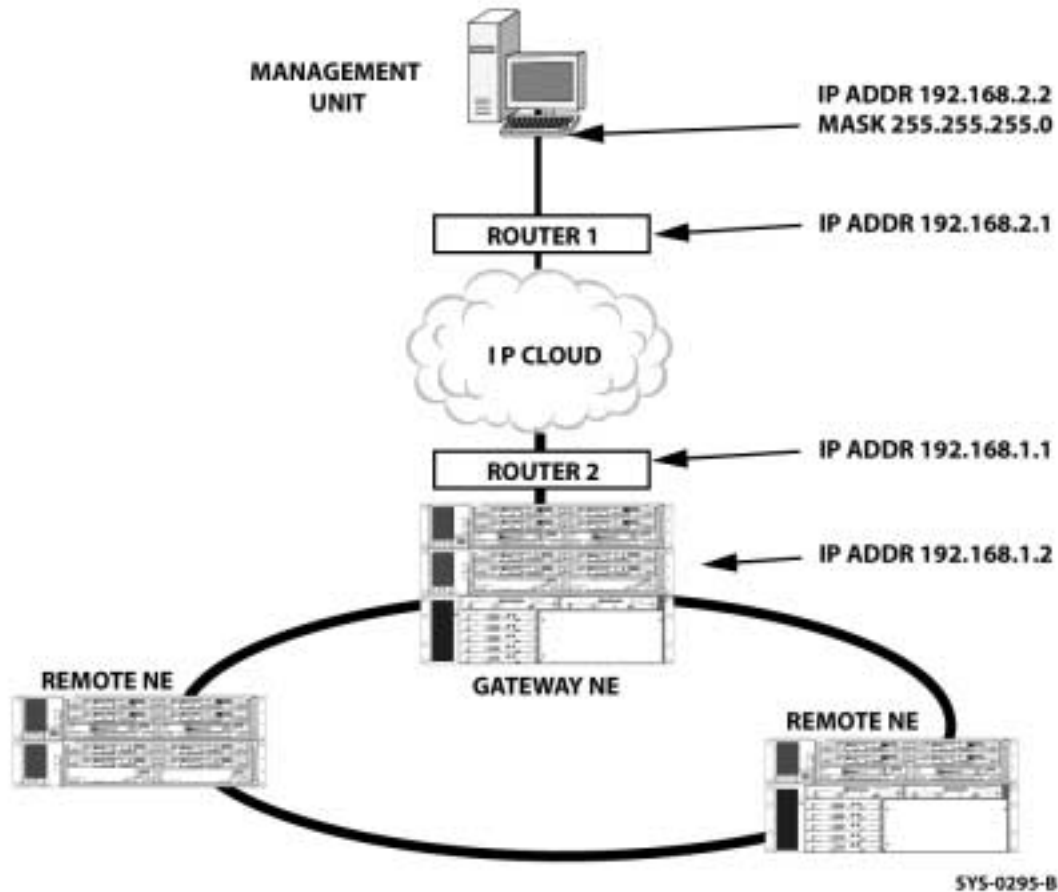 MANAGEMENT
UNIT
IP ADDR 192.168.2.2
MASK 255.255.255.0
ROUTER 1
IP ADDR 192.168.2.1
I P CLOUD
ROUTER 2
IP ADDR 192.168.1.1
IP ADDR 192.168.1.2
REMOTE NE
GATEWAY NE
REMOTE NE
SYS-0295-B